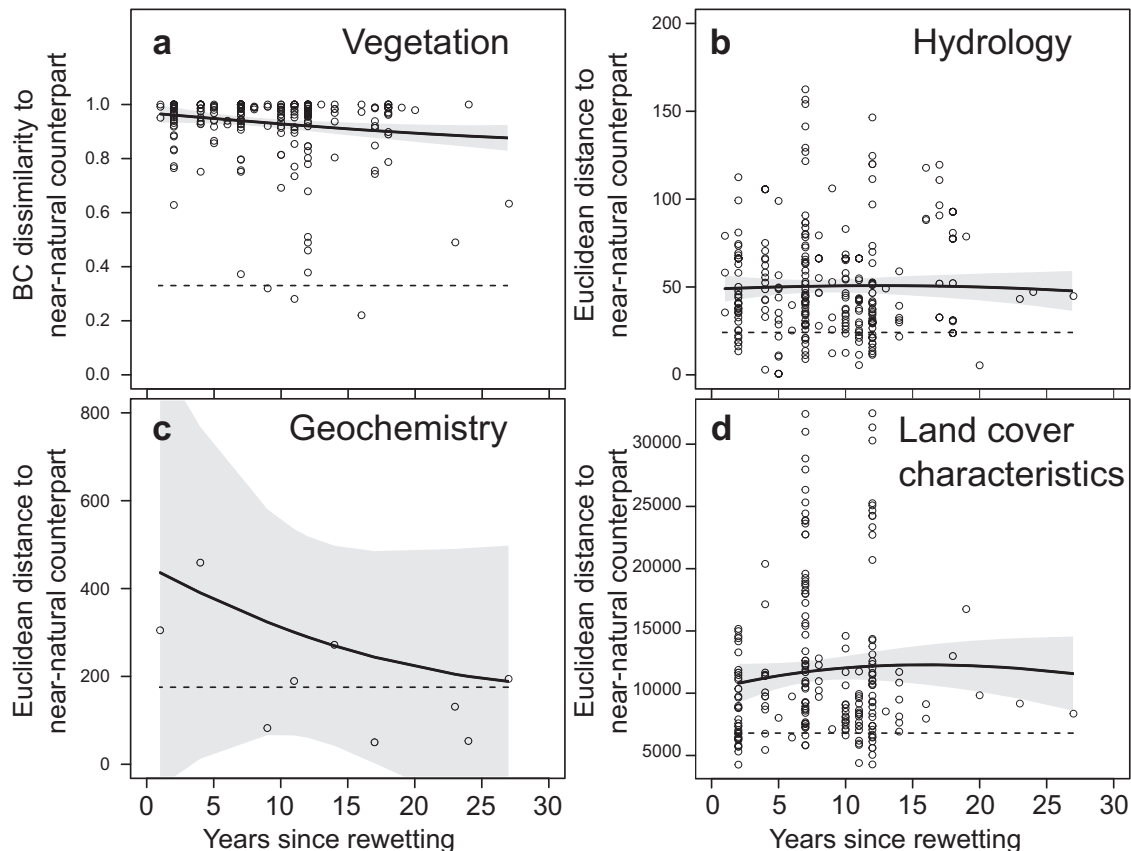 a Vegetation
BC dissimilarity to
near-natural counterpart
1.0
0.8
0.6
0.4
0.2
0.0
b Hydrology
Euclidean distance to
near-natural counterpart
200
150
100
50
0
c Geochemistry
Euclidean distance to
near-natural counterpart
800
600
400
200
0
0 5 10 15 20 25 30
Years since rewetting
d Land cover
characteristics
Euclidean distance to
near-natural counterpart
30000
25000
20000
15000
10000
5000
0 5 10 15 20 25 30
Years since rewetting